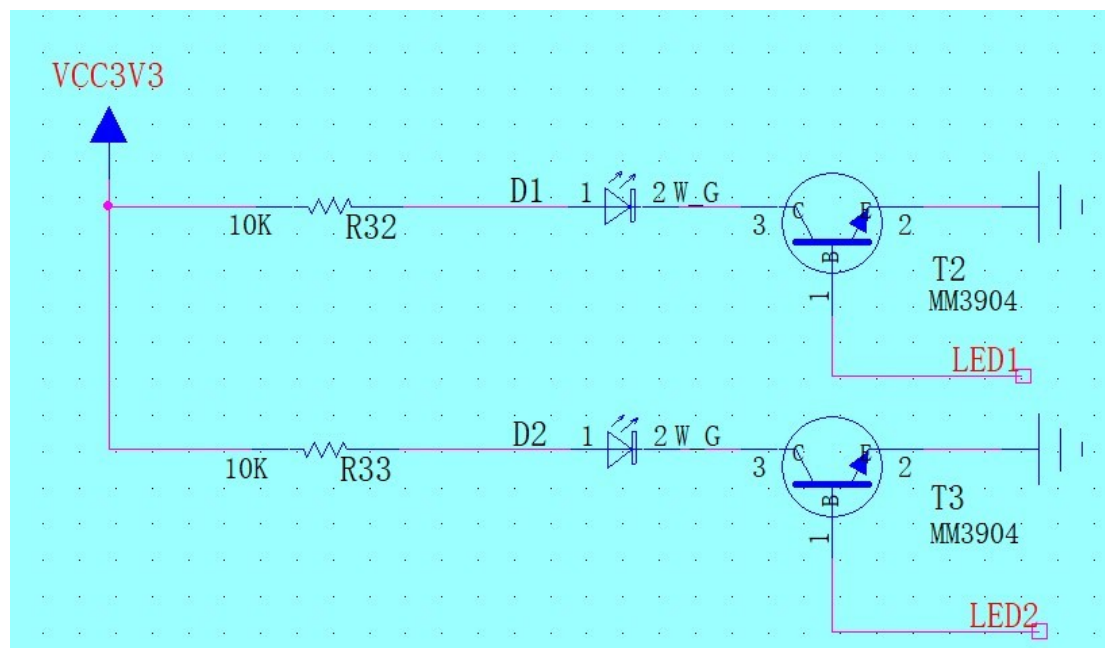 VCC3V3
D1 1 2 W_G
10K R32 3 C E 2
B
T2
MM3904
1
LED1
D2 1 2 W_G
10K R33 3 C E 2
B
T3
MM3904
1
LED2